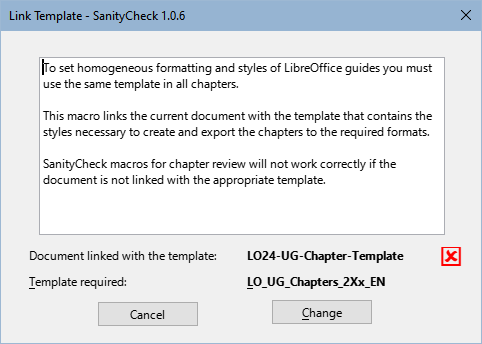 Link Template - SanityCheck 1.0.6
To set homogeneous formatting and styles of LibreOffice guides you must
use the same template in all chapters.
This macro links the current document with the template that contains the
styles necessary to create and export the chapters to the required formats.
SanityCheck macros for chapter review will not work correctly if the
document is not linked with the appropriate template.
Document linked with the template: LO24-UG-Chapter-Template
Template required: LO_UG_Chapters_2Xx_EN
Cancel Change